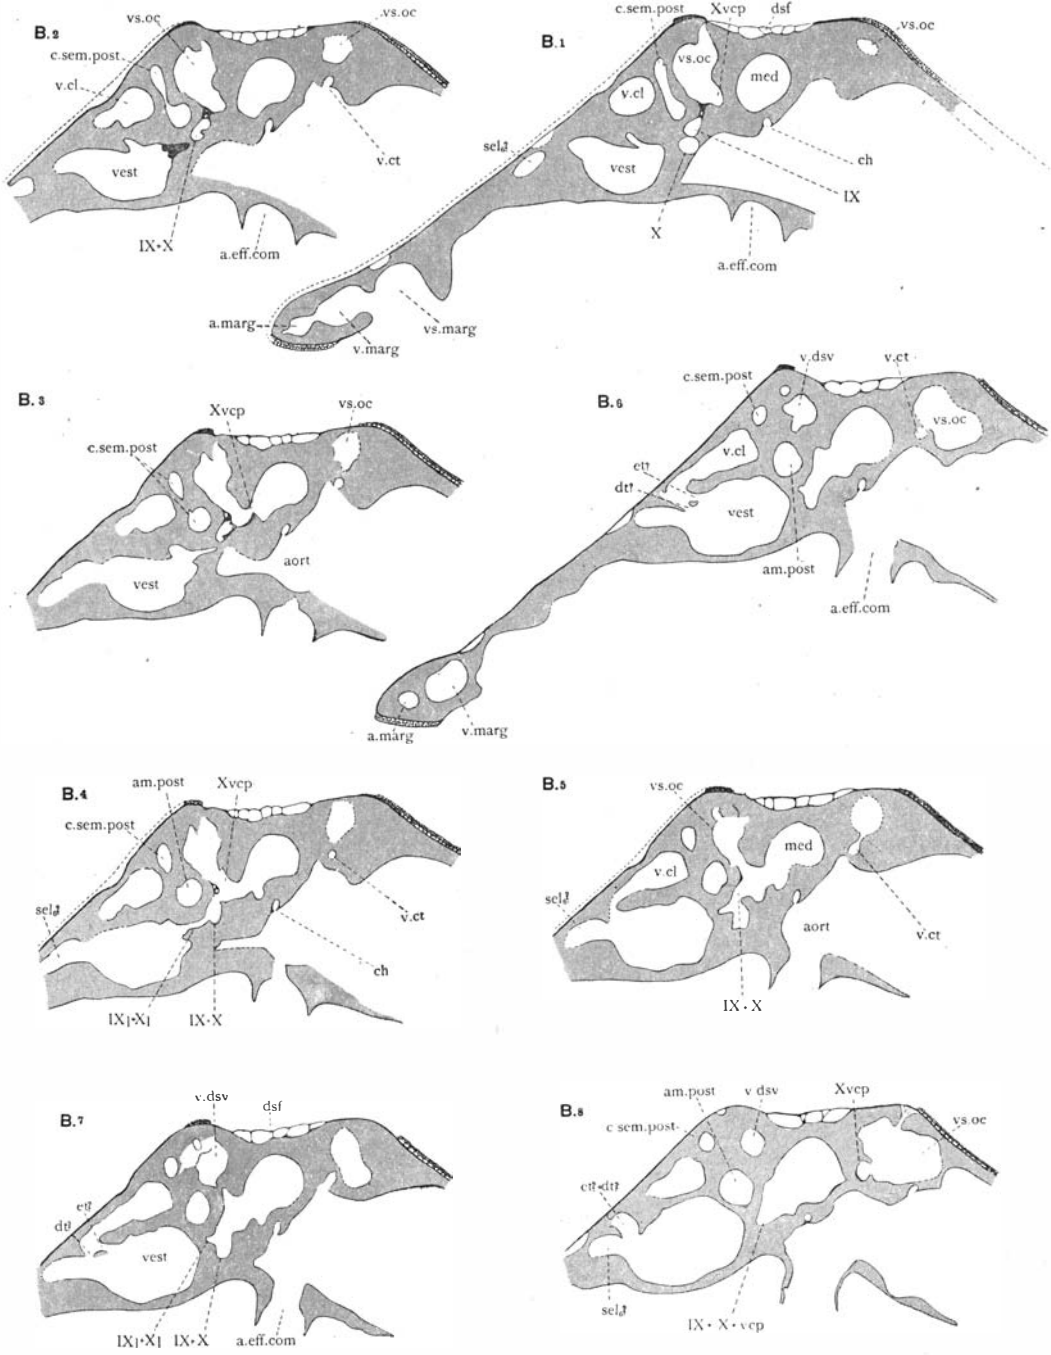 B.2
vs.oc
vs.oc
c.sem.post
v.cl
vest
v.ct
IX+X
a.eff.com
B.1
c.sem.post
Xvcp
dsf
vs.oc
vs.oc
med
v.cl
vest
ch
IX
X
a.eff.com
a.marg
v.marg
vs.marg
B.3
Xvcp
vs.oc
c.sem.post
vest
aort
B.6
c.sem.post
v.dsv
v.ct
vs.oc
v.cl
vest
am.post
a.eff.com
a.marg
v.marg
B.4
am.post
Xvcp
c.sem.post
v.ct
ch
IX1+X1
IX+X
B.5
vs.oc
med
v.cl
aort
v.ct
IX+X
B.7
v.dsv
dsf
vest
IX1+X1
IX+X
a.eff.com
B.8
am.post
v dsv
Xvcp
c sem.post
vs.oc
IX+X+vcp